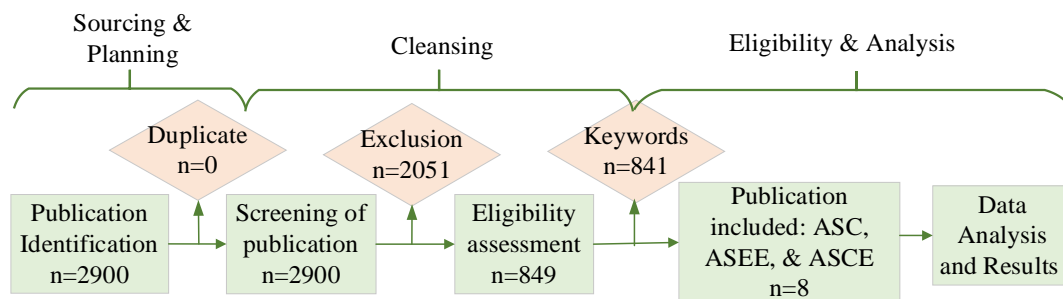 Sourcing &
Planning
Cleansing
Eligibility & Analysis
Duplicate
n=0
Exclusion
n=2051
Keywords
n=841
Publication
Identification
n=2900
Screening of
publication
n=2900
Eligibility
assessment
n=849
Publication
included: ASC,
ASEE, & ASCE
n=8
Data
Analysis
and Results